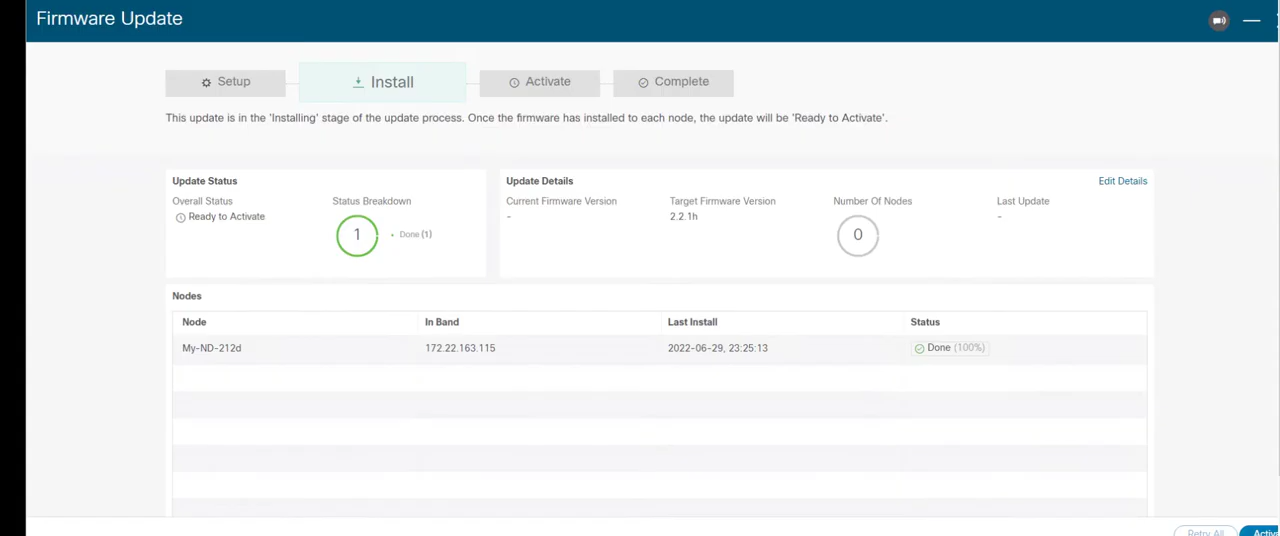 Firmware Update
Setup
Install
Activate
Complete
This update is in the 'Installing' stage of the update process. Once the firmware has installed to each node, the update will be 'Ready to Activate'.
Update Status
Overall Status
Ready to Activate
Status Breakdown
1
Done (1)
Update Details
Edit Details
Current Firmware Version
Target Firmware Version
Number Of Nodes
Last Update
-
2.2.1h
0
-
Nodes
Node In Band Last Install Status
My-ND-212d 172.22.163.115 2022-06-29, 23:25:13 Done (100%)
Retry All